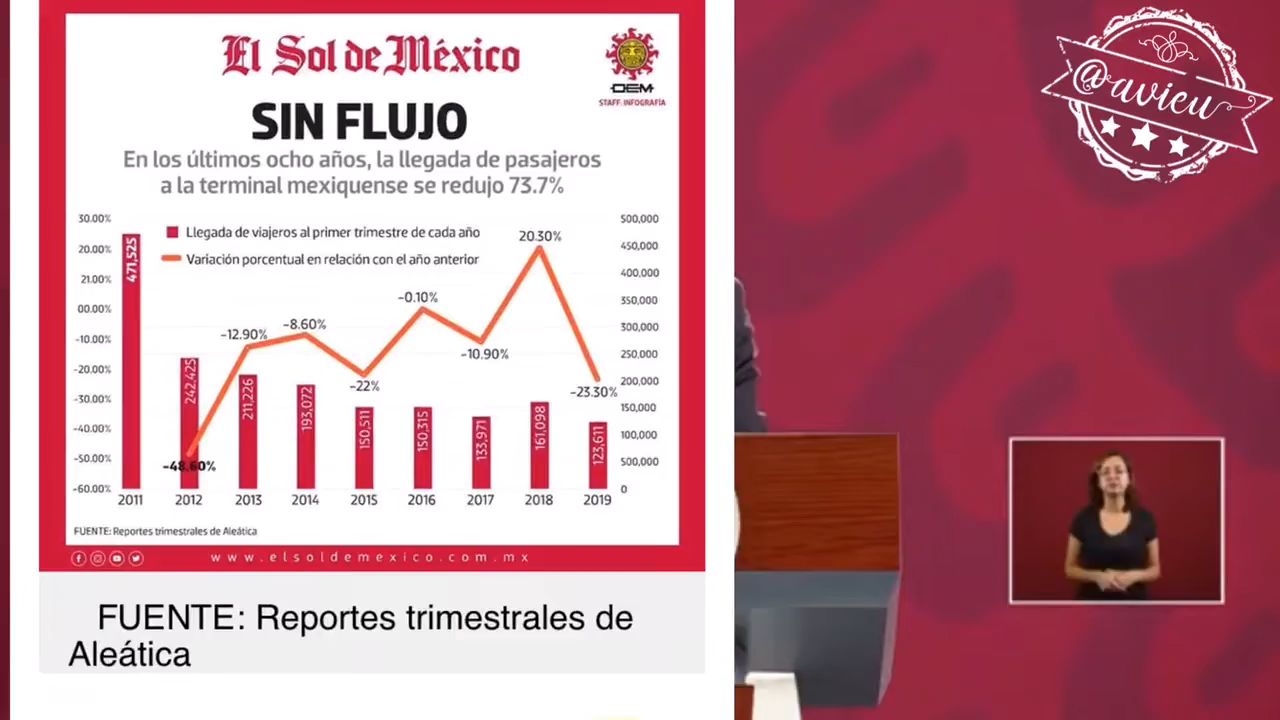 El Sol de México
OEM
STAFF. INFOGRAFÍA
SIN FLUJO
En los últimos ocho años, la llegada de pasajeros
a la terminal mexiquense se redujo 73.7%
Llegada de viajeros al primer trimestre de cada año
Variación porcentual en relación con el año anterior
30.00%
20.00%
21.00%
00.00%
-10.00%
-20.00%
-30.00%
-40.00%
-50.00%
-60.00%
500,000
450,000
400,000
350,000
300,000
250,000
200,000
150,000
100,000
500,000
0
471,525
242,425
211,226
193,072
150,511
150,315
133,971
161,098
123,611
-48.60%
-12.90%
-8.60%
-22%
-0.10%
-10.90%
20.30%
-23.30%
2011 2012 2013 2014 2015 2016 2017 2018 2019
FUENTE: Reportes trimestrales de Aleática
www.elsoldemexico.com.mx
FUENTE: Reportes trimestrales de
Aleática
@avieu